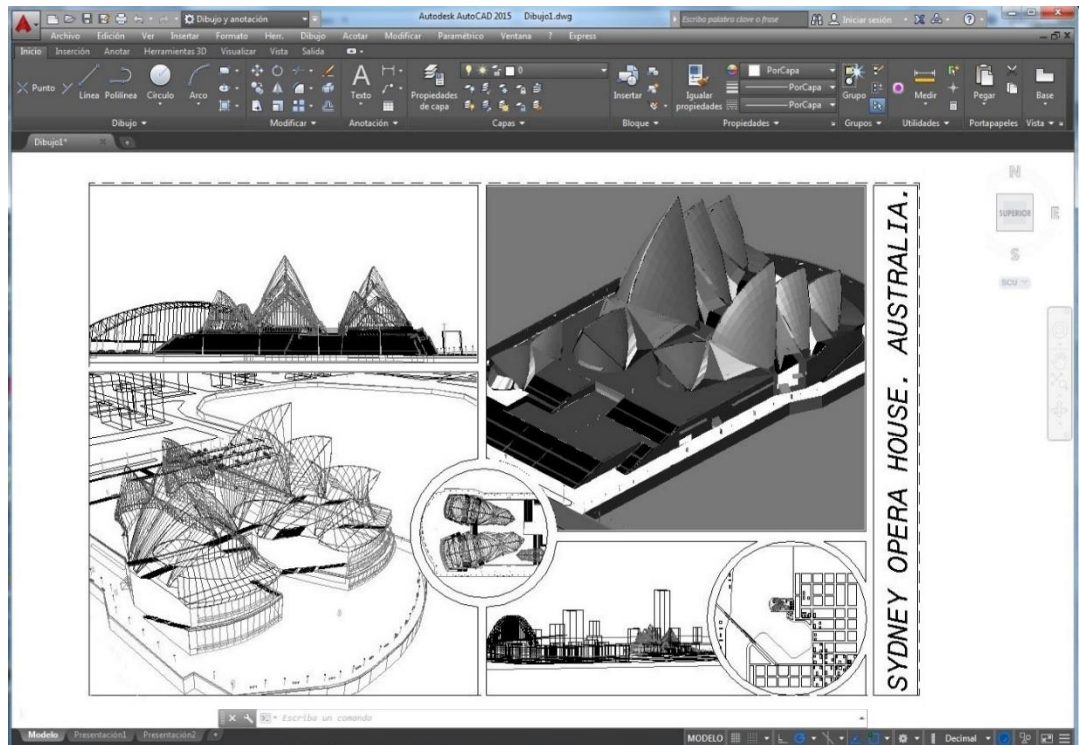 Dibujo y anotación
Autodesk AutoCAD 2015 Dibujo1.dwg
Escriba palabra clave o frase
Iniciar sesión
Archivo Edición Ver Insertar Formato Herr. Dibujo Acotar Modificar Paramétrico Ventana ? Express
Inicio Inserción Anotar Herramientas 3D Visualizar Vista Salida
Punto Línea Polilínea Círculo Arco
Texto
Propiedades de capa
0
Insertar
Igualar propiedades
PorCapa
PorCapa
PorCapa
Grupo
Medir
Pegar
Base
Dibujo Modificar Anotación Capas Bloque Propiedades Grupos Utilidades Portapapeles Vista
Dibujo1*
N
SUPERIOR
E
S
SCU
SYDNEY OPERA HOUSE. AUSTRALIA.
Escriba un comando
Modelo Presentación1 Presentación2 +
MODELO
Decimal